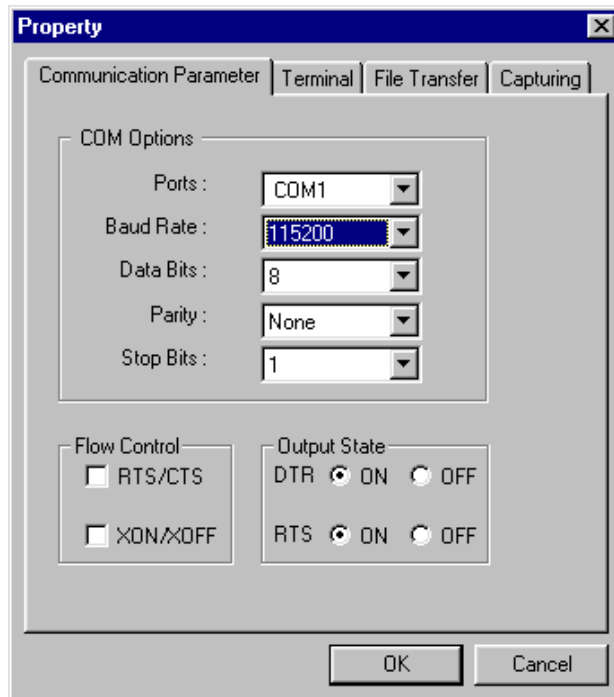 Property
Communication Parameter Terminal File Transfer Capturing
COM Options
Ports : COM1
Baud Rate : 115200
Data Bits : 8
Parity : None
Stop Bits : 1
Flow Control
RTS/CTS
XON/XOFF
Output State
DTR ON OFF
RTS ON OFF
OK Cancel